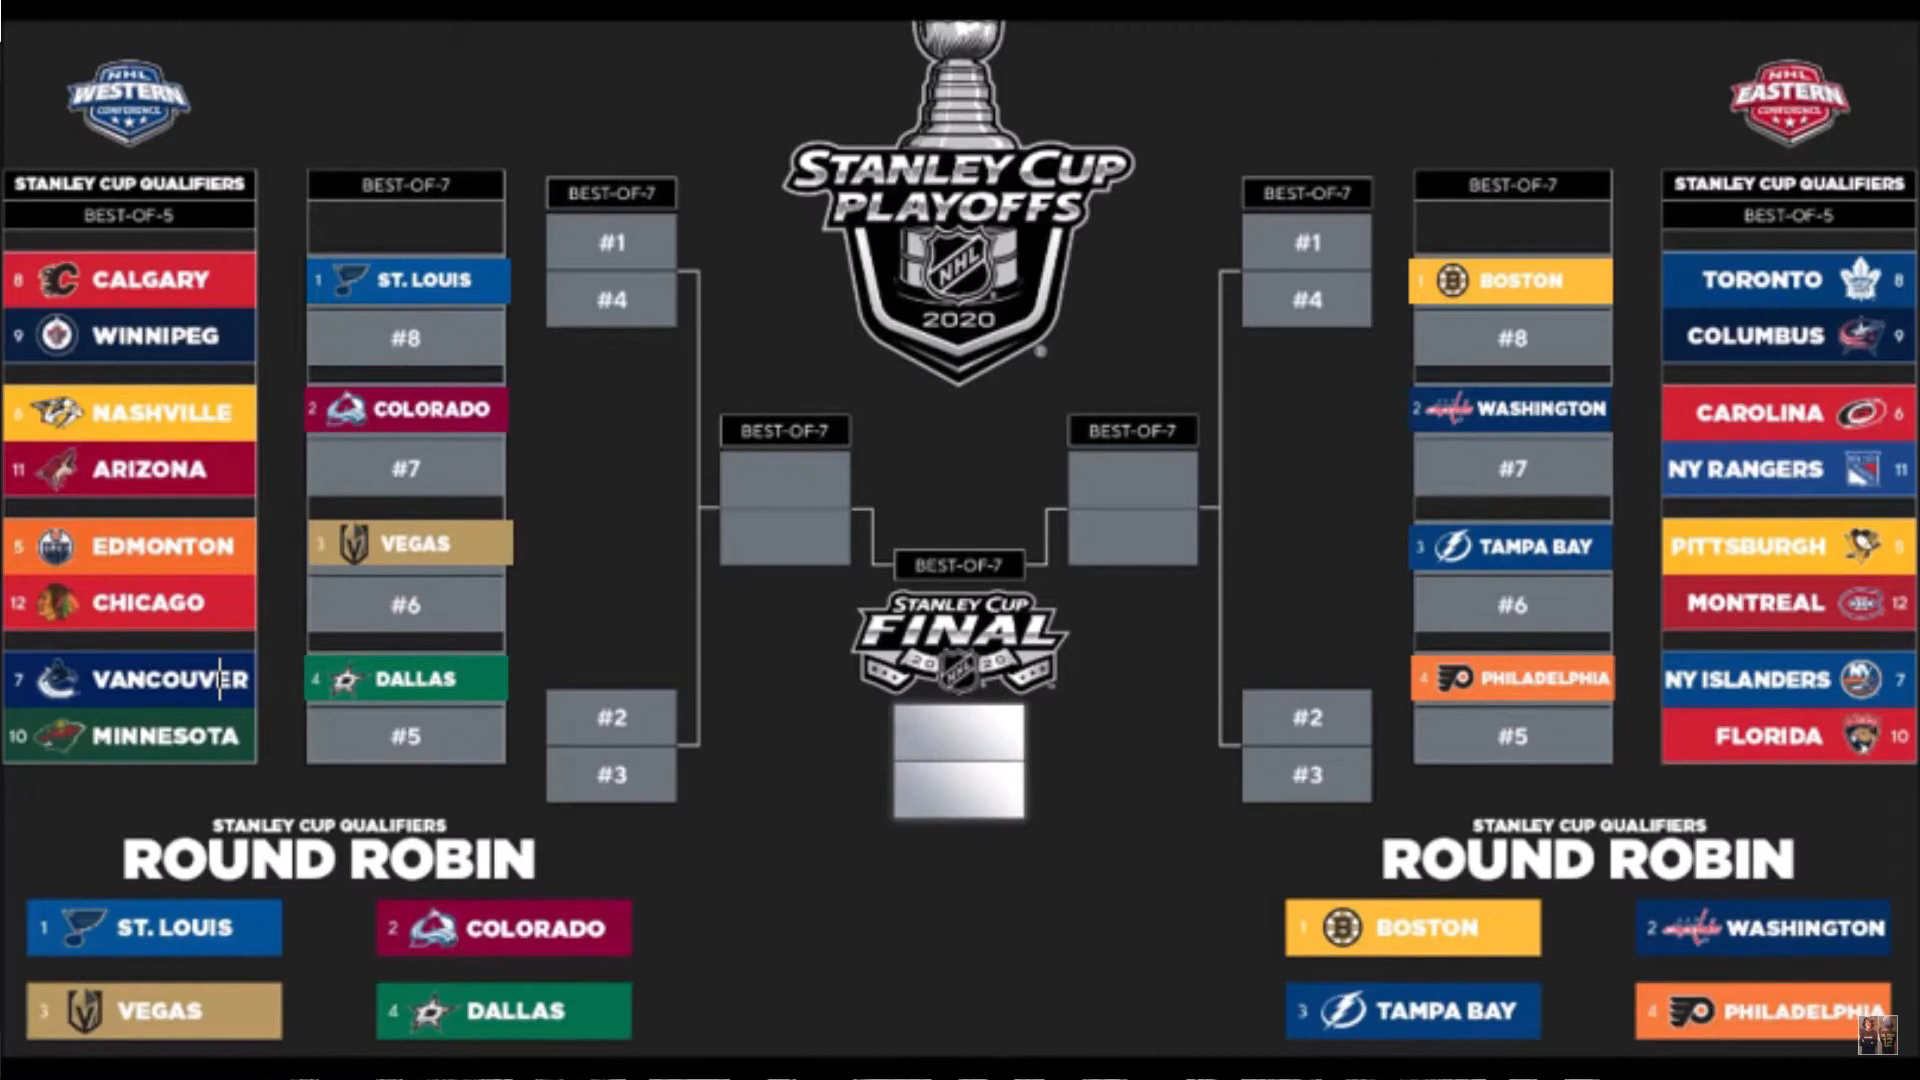 NHL
WESTERN
CONFERENCE
NHL
EASTERN
CONFERENCE
STANLEY CUP
PLAYOFFS
NHL
2020
STANLEY CUP QUALIFIERS
BEST-OF-5
8 CALGARY
9 WINNIPEG
6 NASHVILLE
11 ARIZONA
5 EDMONTON
12 CHICAGO
7 VANCOUVER
10 MINNESOTA
BEST-OF-7
1 ST. LOUIS
#8
2 COLORADO
#7
3 VEGAS
#6
4 DALLAS
#5
BEST-OF-7
#1
#4
#2
#3
BEST-OF-7
BEST-OF-7
STANLEY CUP
FINAL
20 NHL 20
BEST-OF-7
BEST-OF-7
#1
#4
#2
#3
BEST-OF-7
1 BOSTON
#8
2 WASHINGTON
#7
3 TAMPA BAY
#6
4 PHILADELPHIA
#5
STANLEY CUP QUALIFIERS
BEST-OF-5
TORONTO 8
COLUMBUS 9
CAROLINA 6
NY RANGERS 11
PITTSBURGH 5
MONTREAL 12
NY ISLANDERS 7
FLORIDA 10
STANLEY CUP QUALIFIERS
ROUND ROBIN
1 ST. LOUIS
2 COLORADO
3 VEGAS
4 DALLAS
STANLEY CUP QUALIFIERS
ROUND ROBIN
1 BOSTON
2 WASHINGTON
3 TAMPA BAY
4 PHILADELPHIA